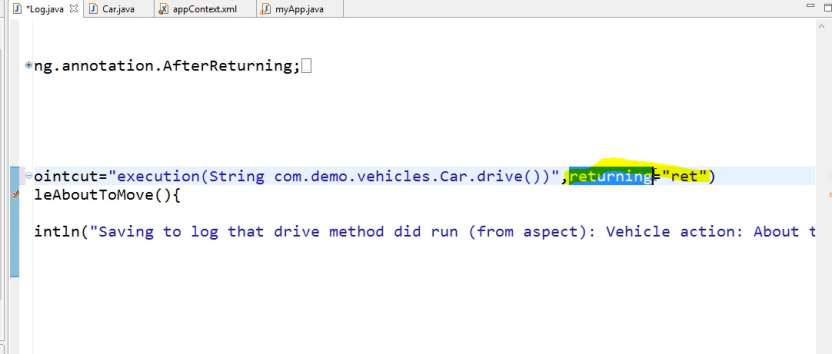 *Log.java
Car.java
appContext.xml
myApp.java
ng.annotation.AfterReturning;
ointcut="execution(String com.demo.vehicles.Car.drive())",returning="ret")
leAboutToMove(){
intln("Saving to log that drive method did run (from aspect): Vehicle action: About t